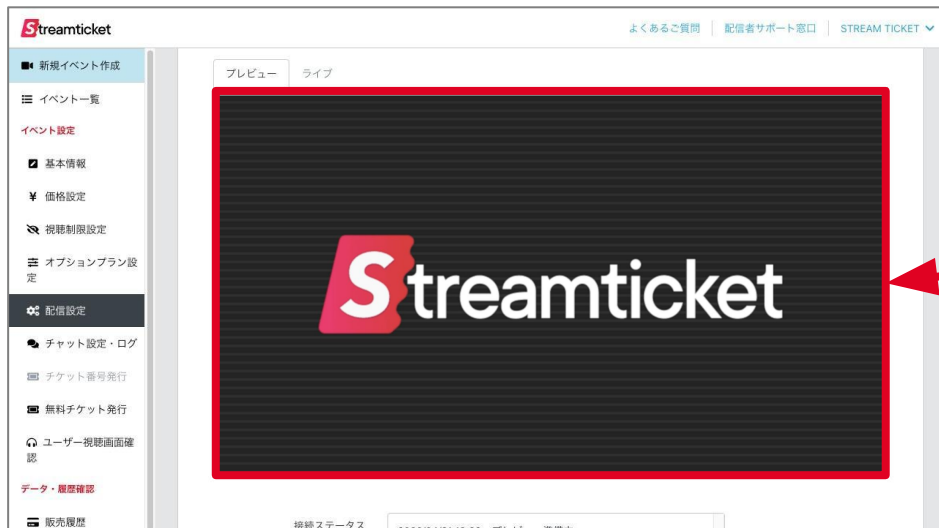 Streamticket
よくあるご質問
配信者サポート窓口
STREAM TICKET
新規イベント作成
イベント一覧
イベント設定
基本情報
価格設定
視聴制限設定
オプションプラン設
定
配信設定
チャット設定・ログ
チケット番号発行
無料チケット発行
ユーザー視聴画面確
認
データ・履歴確認
販売履歴
プレビュー
ライブ
Streamticket
接続ステータス